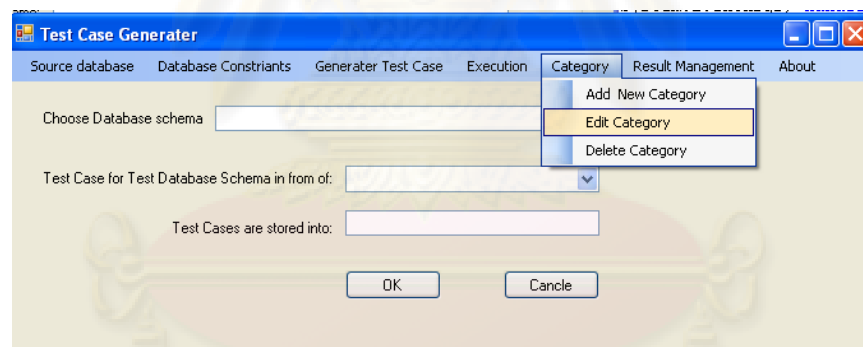 Test Case Generater
Source database Database Constriants Generater Test Case Execution Category Result Management About
Add New Category
Choose Database schema
Edit Category
Delete Category
Test Case for Test Database Schema in from of:
Test Cases are stored into:
OK Cancle